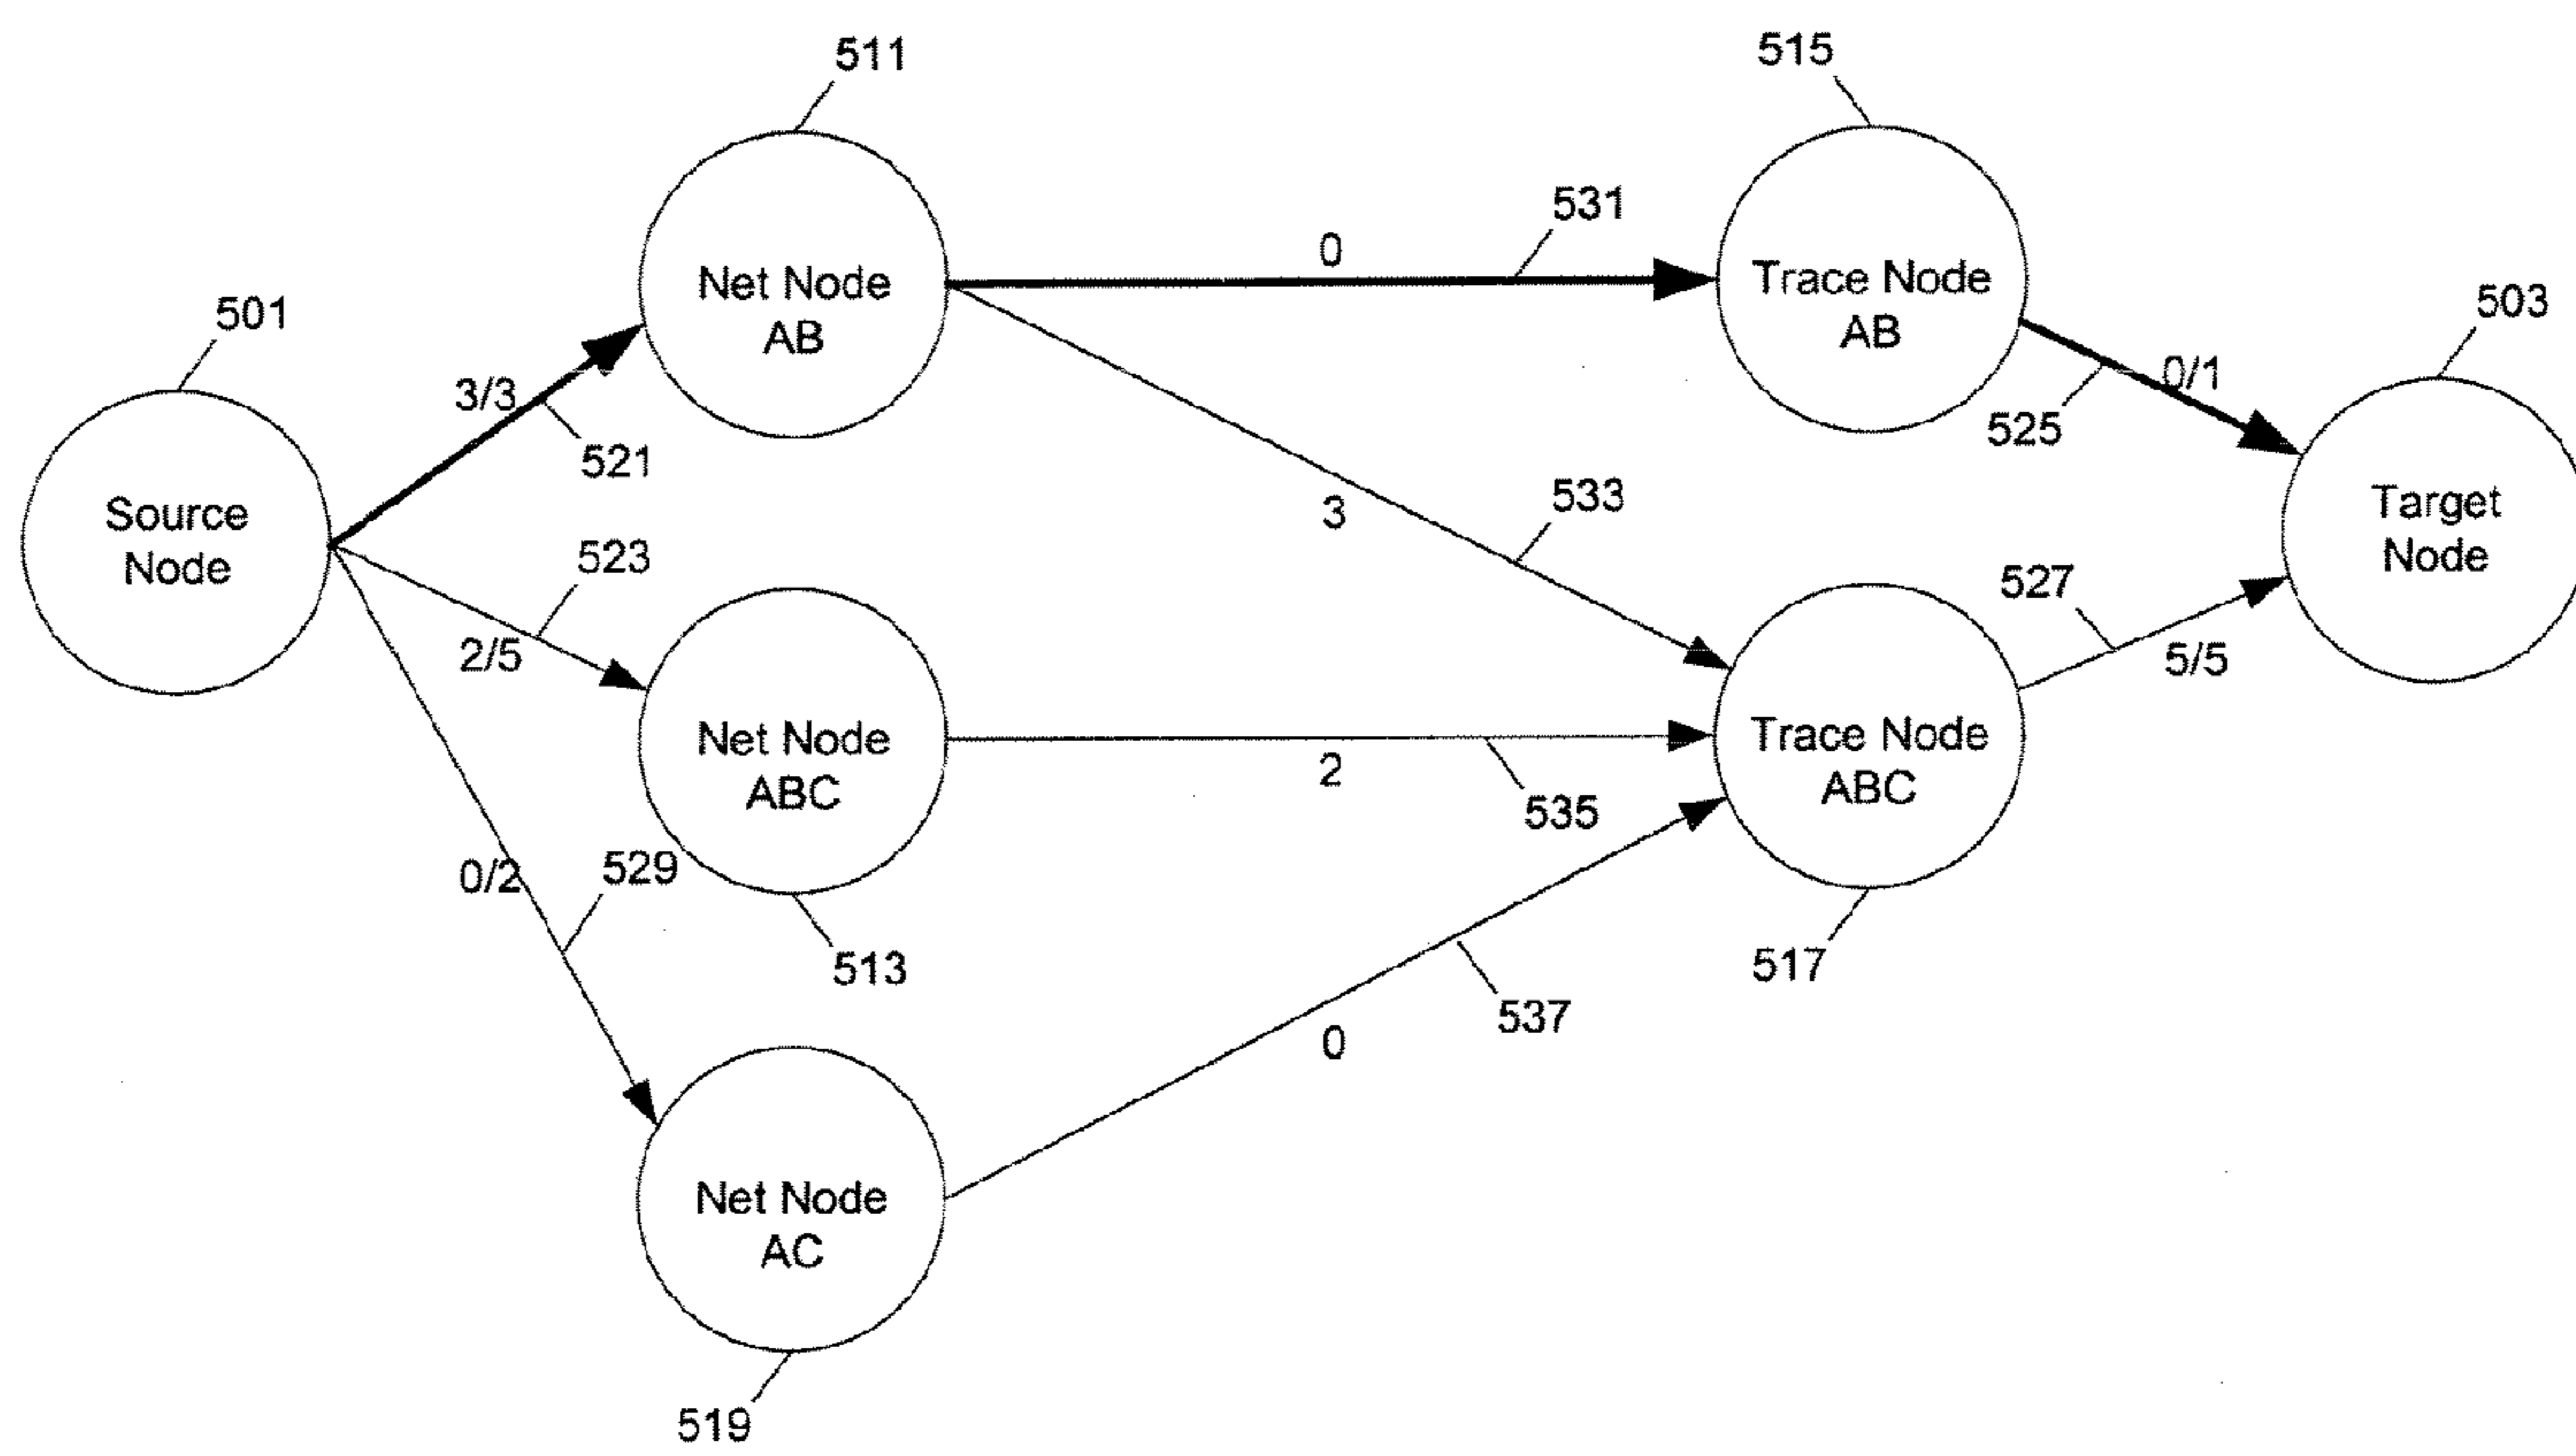 511
515
501
503
Net Node
AB
0
531
Trace Node
AB
3/3
521
0/1
525
Source
Node
523
2/5
3
533
Target
Node
527
5/5
Net Node
ABC
2
535
Trace Node
ABC
0/2
529
513
517
537
0
Net Node
AC
519